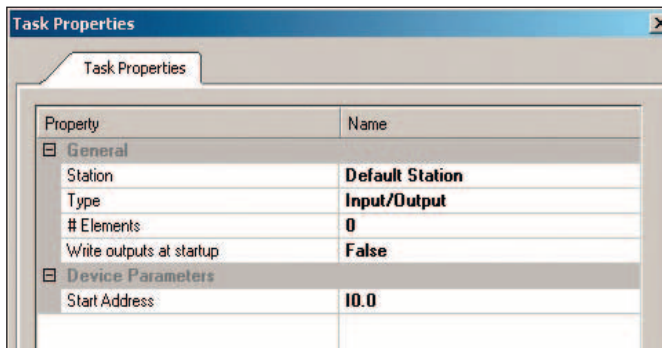 Task Properties
Task Properties
Property Name
General
Station Default Station
Type Input/Output
# Elements 0
Write outputs at startup False
Device Parameters
Start Address I0.0